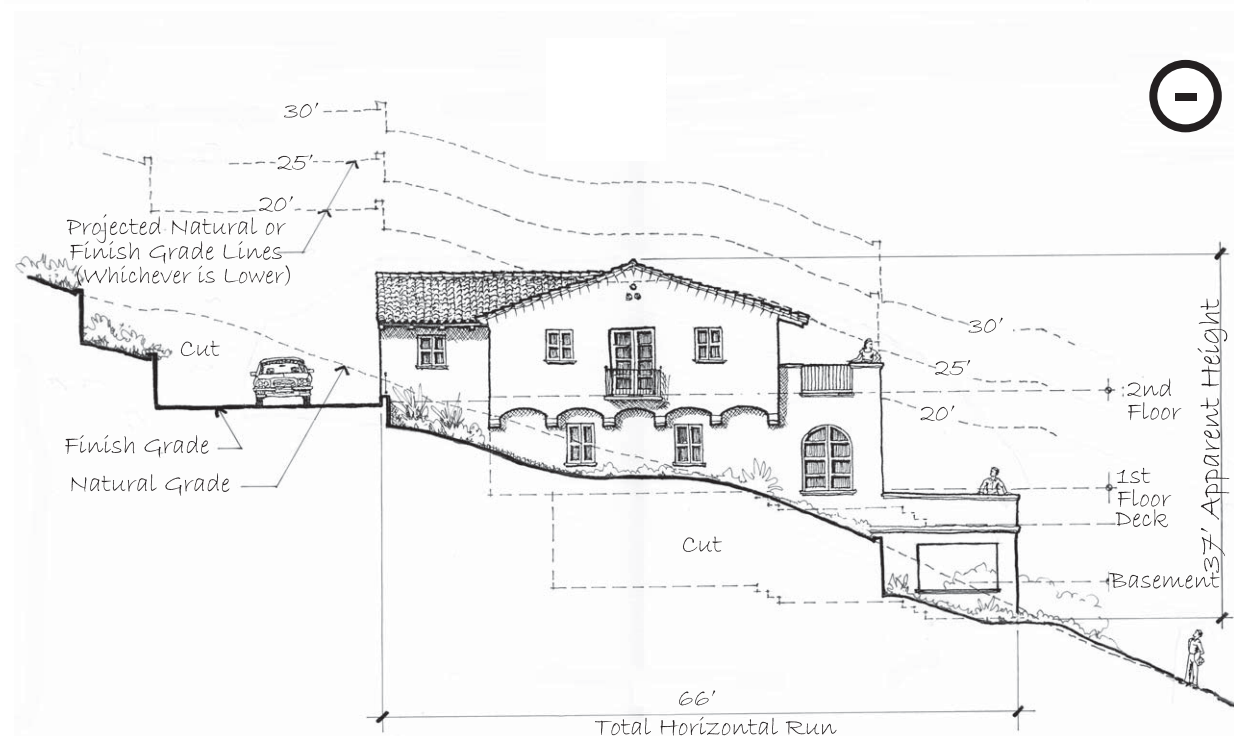 30'
25'
20'
Projected Natural or
Finish Grade Lines
(Whichever is Lower)
Cut
Finish Grade
Natural Grade
30'
25'
20'
2nd
Floor
1st
Floor
Deck
Basement
37' Apparent Height
Cut
66'
Total Horizontal Run